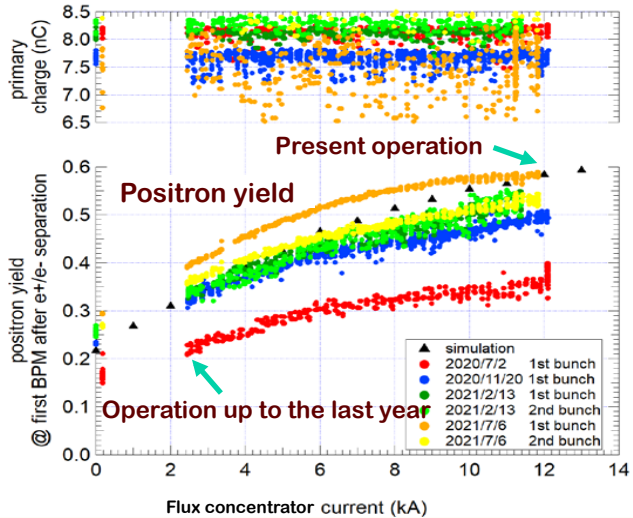 primary
charge (nC)
8.5
8.0
7.5
7.0
6.5
Present operation
Positron yield
positron yield
@ first BPM after e+/e- separation
0.6
0.5
0.4
0.3
0.2
Operation up to the last year
simulation
2020/7/2 1st bunch
2020/11/20 1st bunch
2021/2/13 1st bunch
2021/2/13 2nd bunch
2021/7/6 1st bunch
2021/7/6 2nd bunch
0 2 4 6 8 10 12 14
Flux concentrator current (kA)